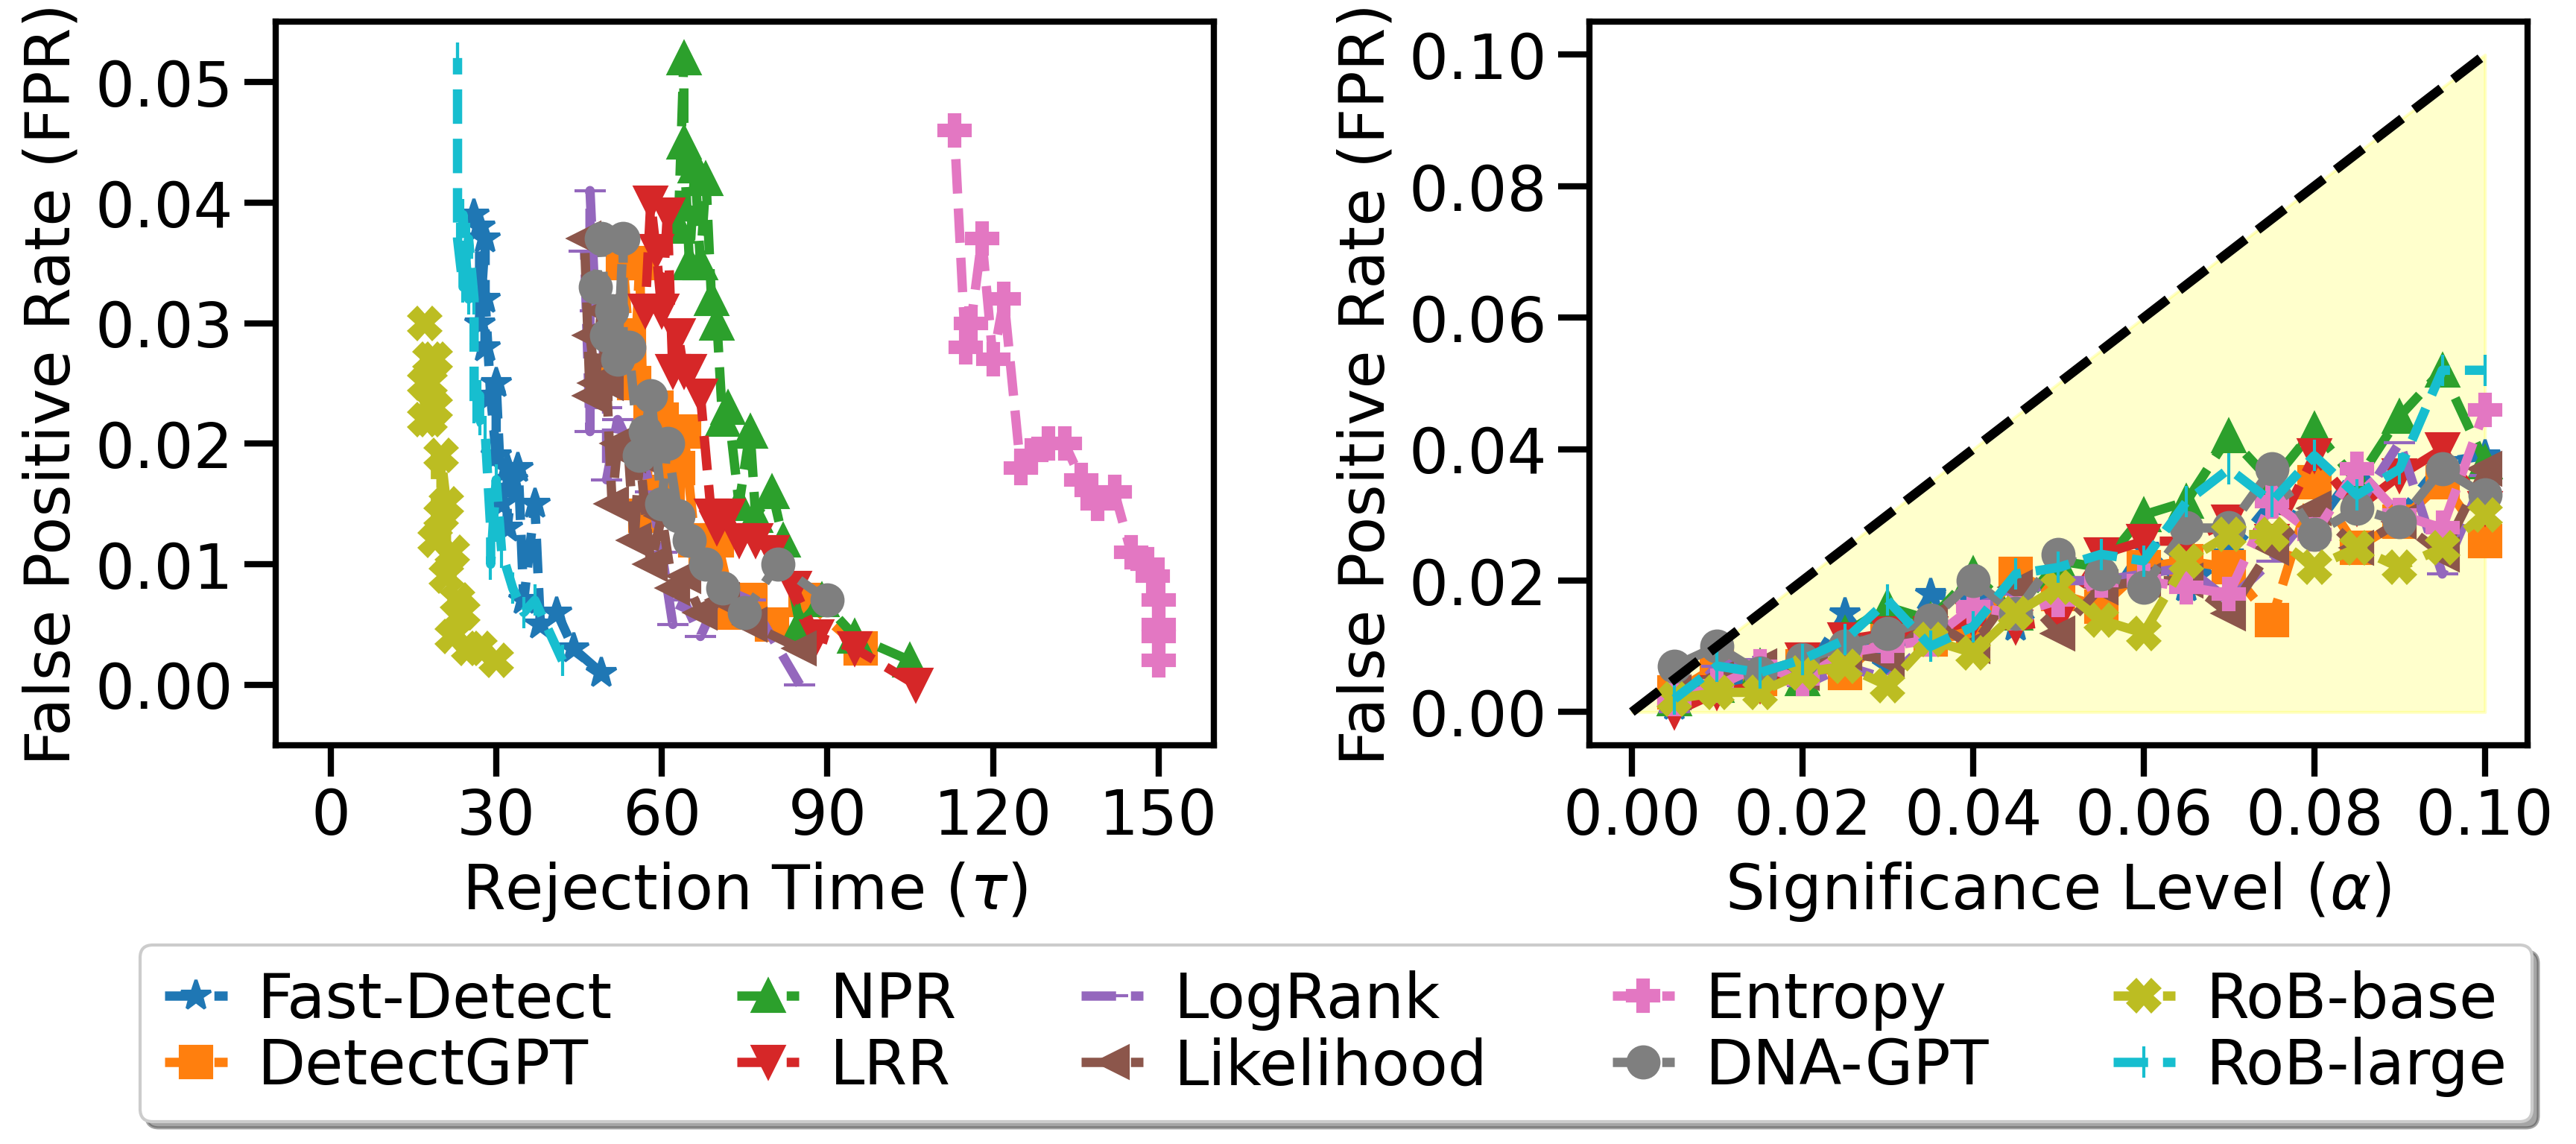 False Positive Rate (FPR)
0.05
0.04
0.03
0.02
0.01
0.00
0 30 60 90 120 150
Rejection Time (τ)
False Positive Rate (FPR)
0.10
0.08
0.06
0.04
0.02
0.00
0.00 0.02 0.04 0.06 0.08 0.10
Significance Level (α)
Fast-Detect NPR LogRank Entropy RoB-base
DetectGPT LRR Likelihood DNA-GPT RoB-large